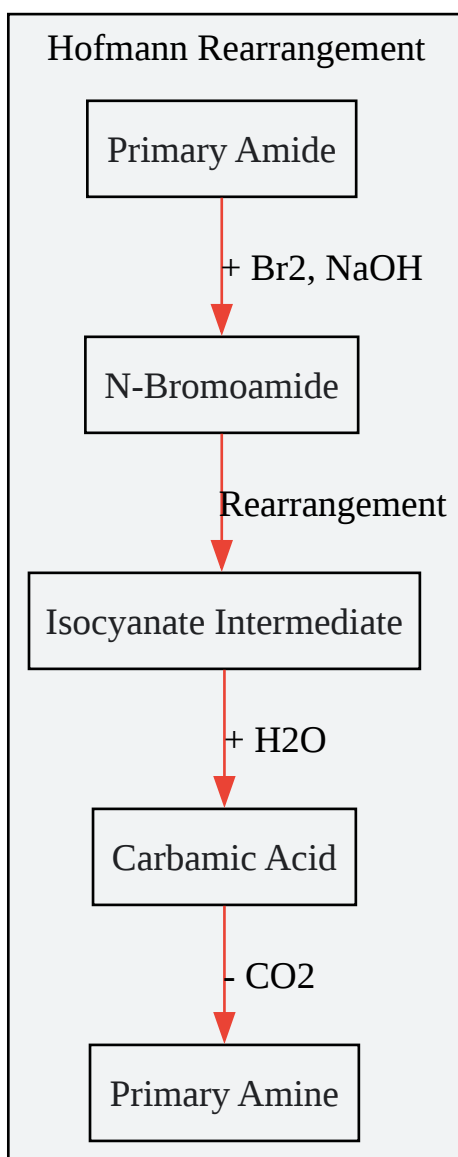 Hofmann Rearrangement
Primary Amide
+ Br2, NaOH
N-Bromoamide
Rearrangement
Isocyanate Intermediate
+ H2O
Carbamic Acid
- CO2
Primary Amine